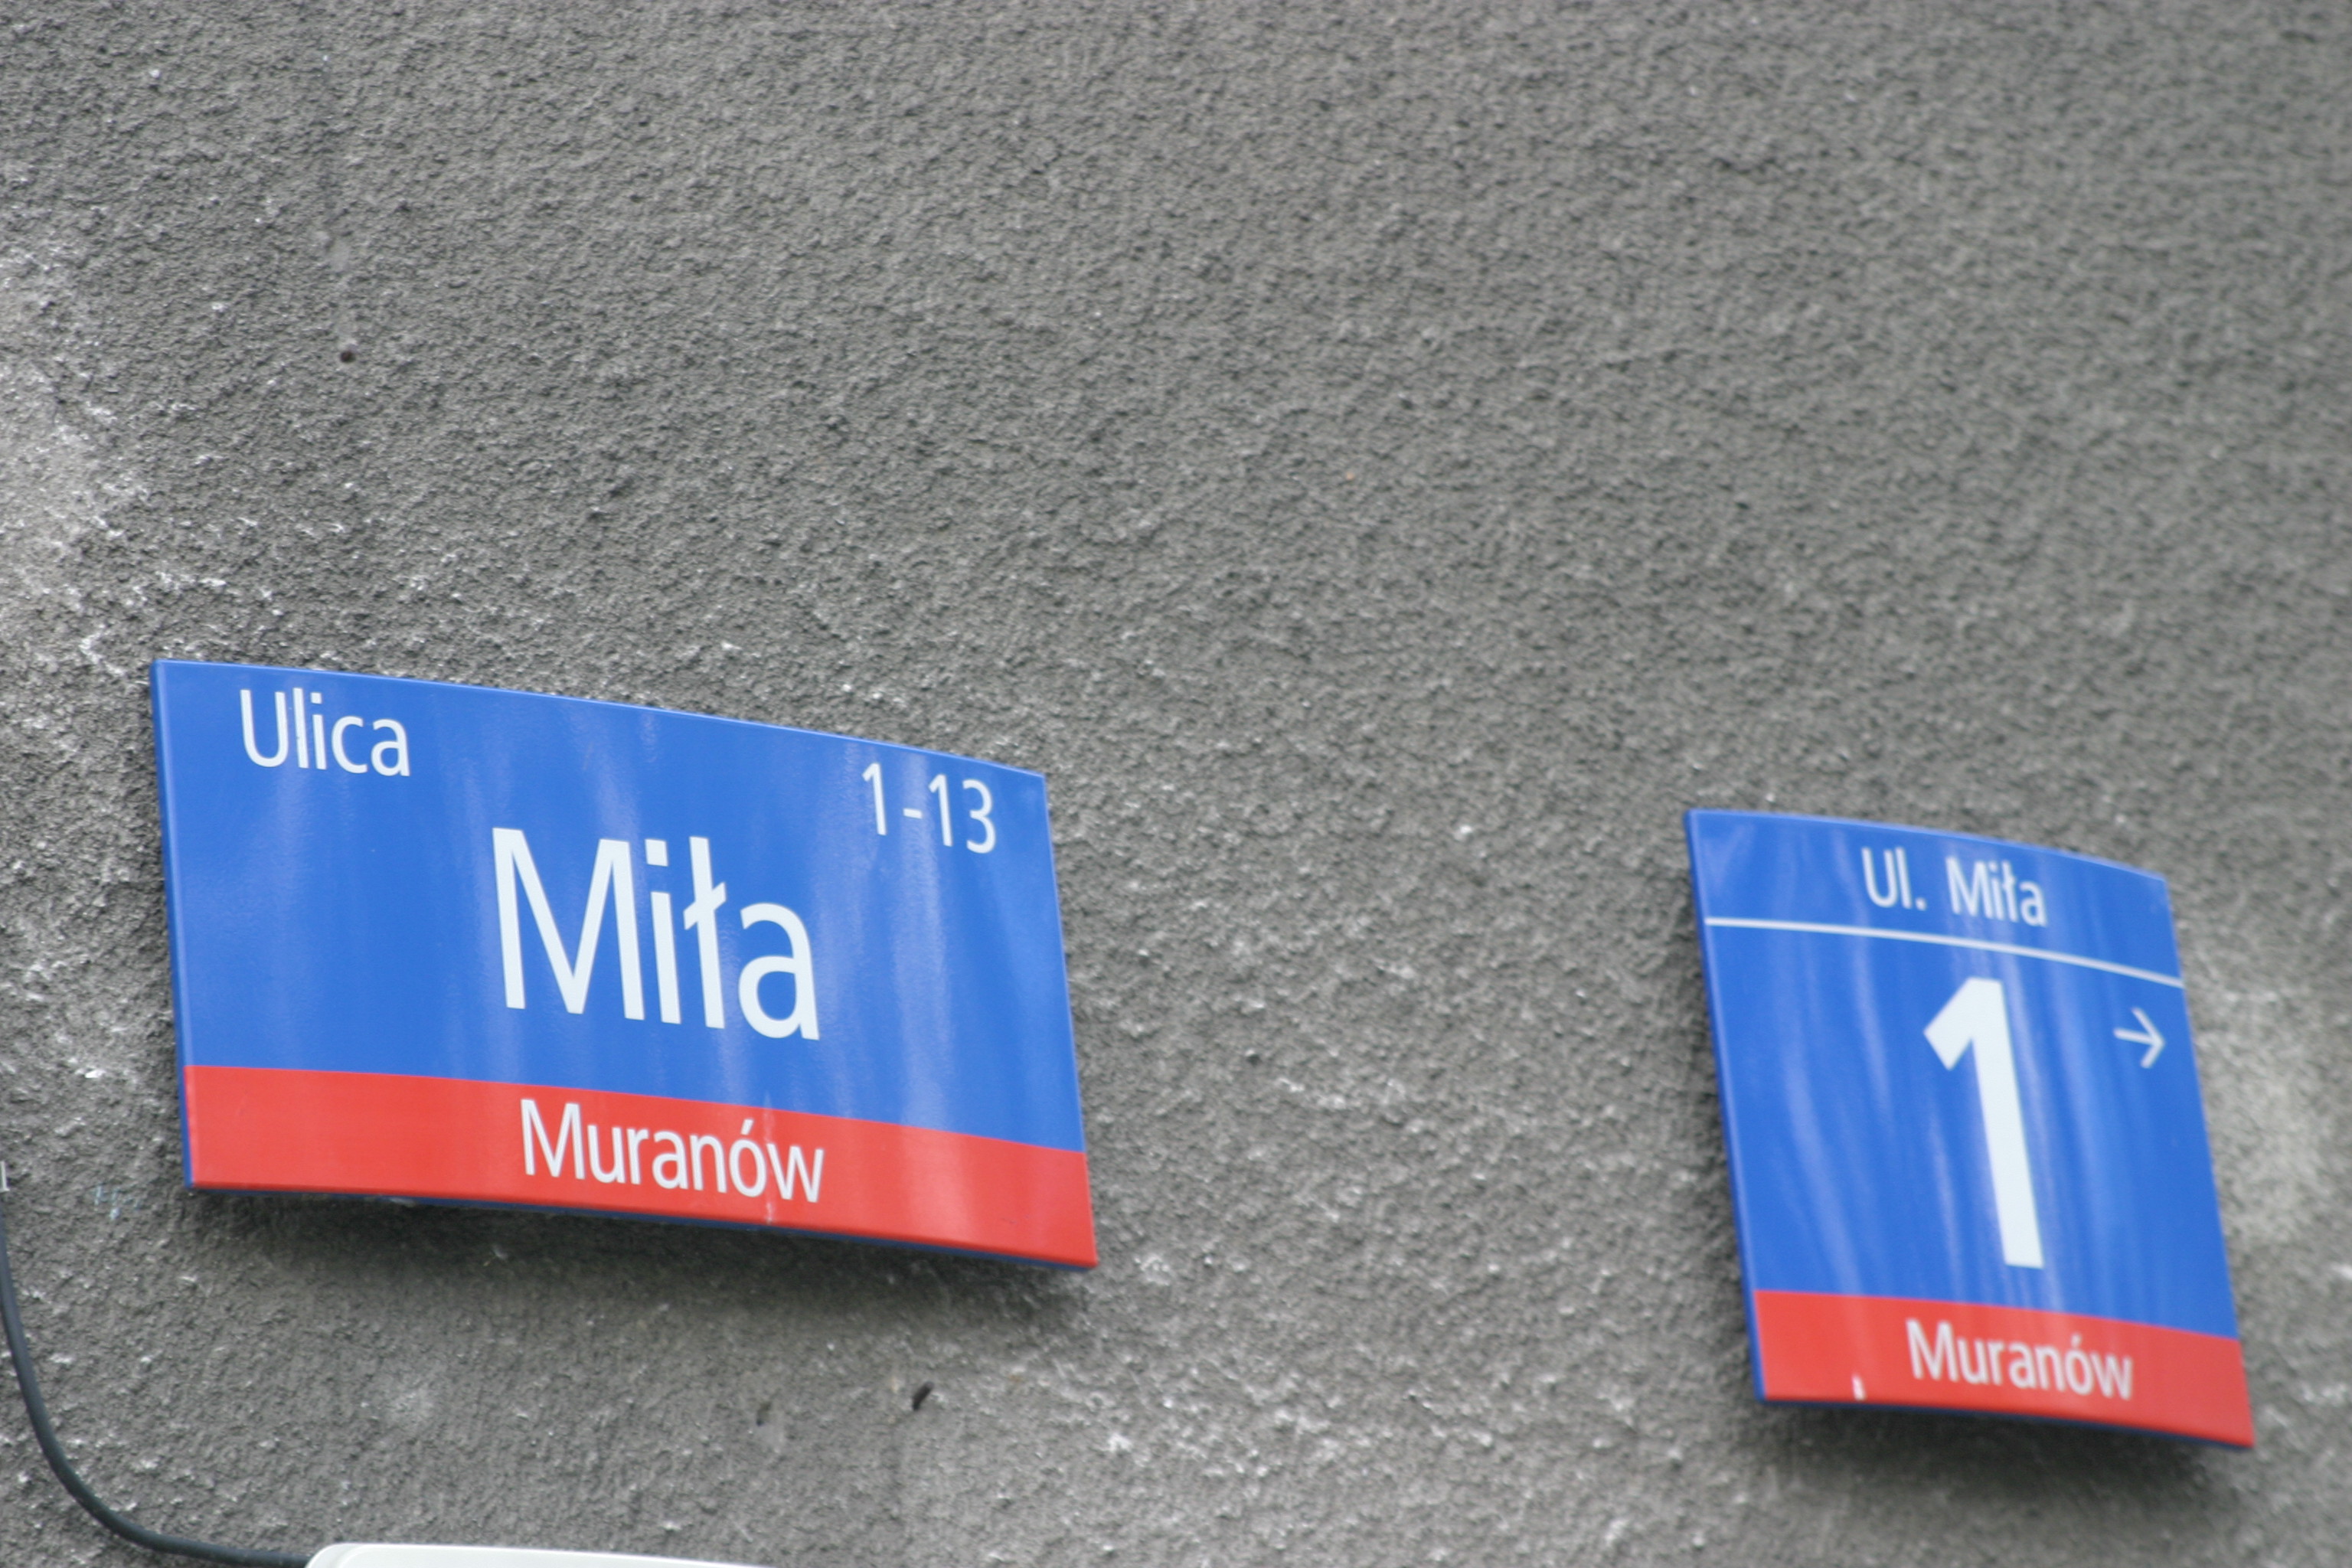 Ulica
1-13
Miła
Muranów
Ul. Miła
1 →
Muranów